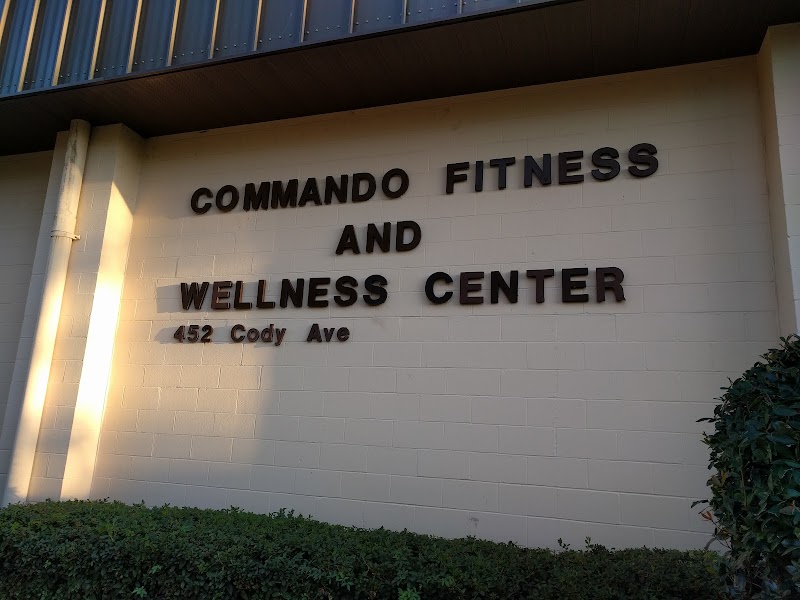 COMMANDO FITNESS
AND
WELLNESS CENTER
452 Cody Ave